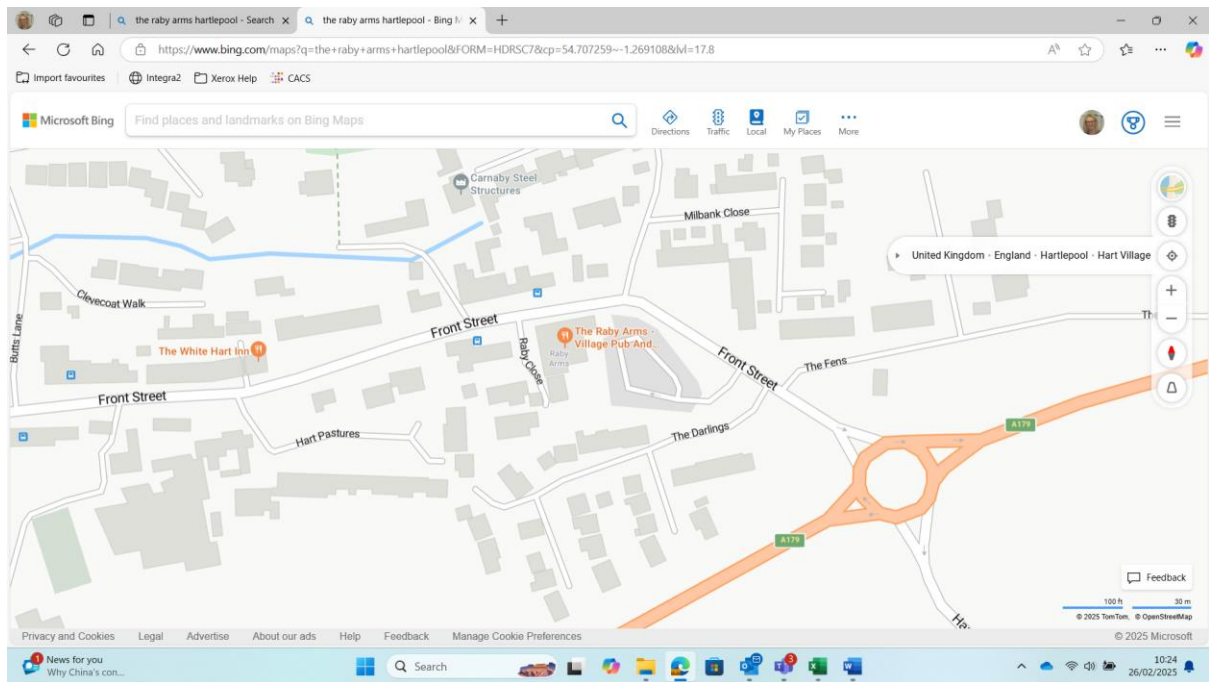 the raby arms hartlepool - Search
the raby arms hartlepool - Bing M
https://www.bing.com/maps?q=the+raby+arms+hartlepool&FORM=HDRSC7&cp=54.707259~-1.269108&lvl=17.8
Import favourites
Integra2
Xerox Help
CACS
Microsoft Bing
Find places and landmarks on Bing Maps
Directions
Traffic
Local
My Places
More
Carnaby Steel
Structures
Milbank Close
United Kingdom · England · Hartlepool · Hart Village
Clevecoat Walk
Butts Lane
The White Hart Inn
Front Street
Raby Close
Raby
Arms
The Raby Arms -
Village Pub And...
Front Street
The Fens
Th
Front Street
Hart Pastures
The Darlings
A179
A179
Ha
Feedback
100 ft
30 m
© 2025 TomTom, © OpenStreetMap
Privacy and Cookies
Legal
Advertise
About our ads
Help
Feedback
Manage Cookie Preferences
© 2025 Microsoft
1
News for you
Why China's con...
Search
3
10:24
26/02/2025